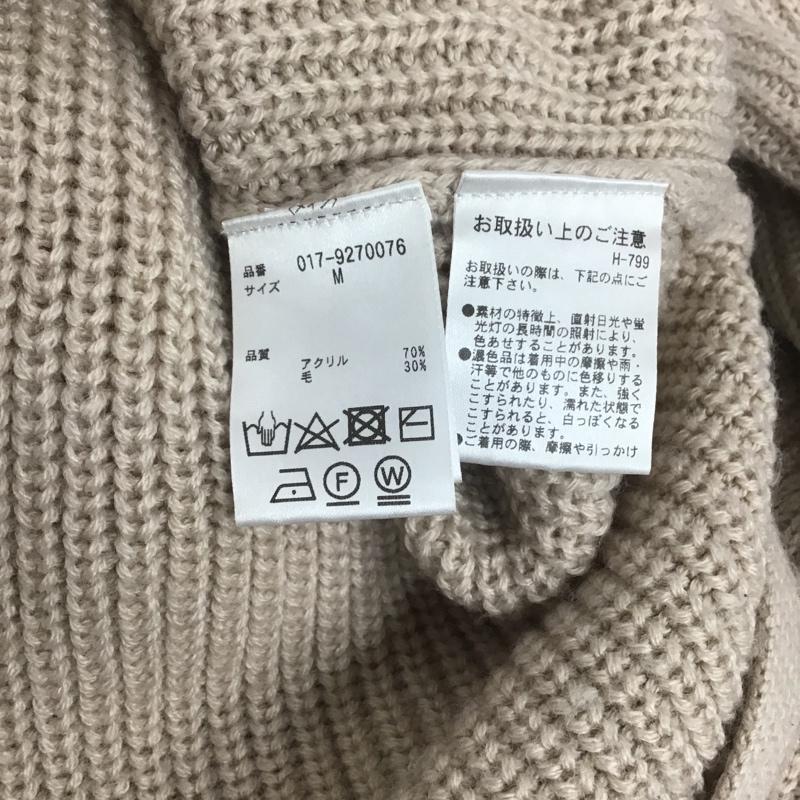 品番 017-9270076
サイズ M
品質 アクリル 70%
毛 30%
F
W
お取扱い上のご注意
H-799
お取扱いの際は、下記の点にご
注意下さい。
●素材の特徴上、直射日光や蛍
光灯の長時間の照射により、
色あせすることがあります。
●濃色品は着用中の摩擦や雨・
汗等で他のものに色移りする
ことがあります。また、強く
こすられたり、濡れた状態で
こすられると、白っぽくなる
ことがあります。
●ご着用の際、摩擦や引っかけ